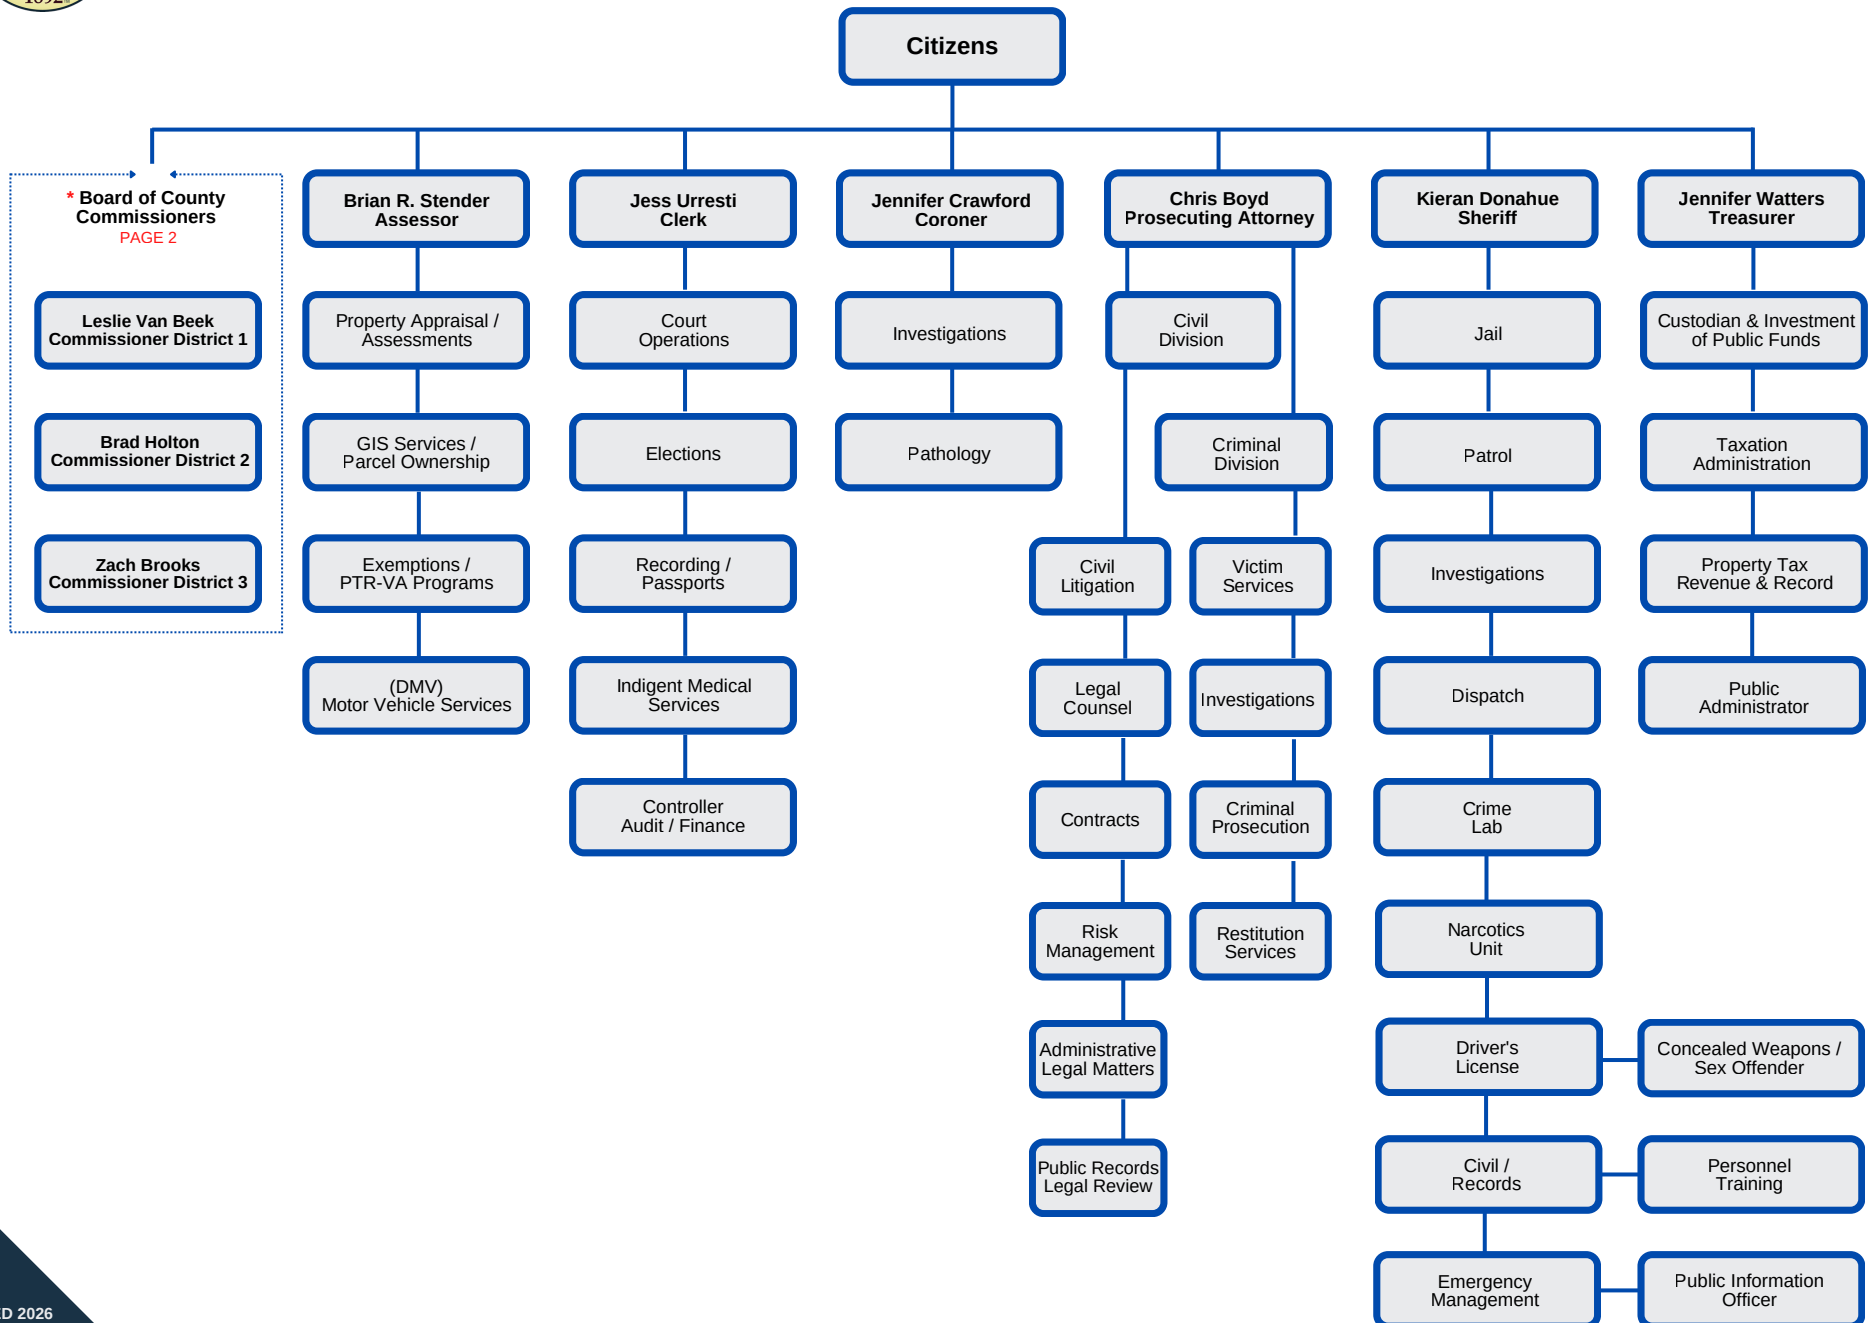 1892
Citizens
* Board of County
Commissioners
PAGE 2
Leslie Van Beek
Commissioner District 1
Brad Holton
Commissioner District 2
Zach Brooks
Commissioner District 3
Brian R. Stender
Assessor
Property Appraisal /
Assessments
GIS Services /
Parcel Ownership
Exemptions /
PTR-VA Programs
(DMV)
Motor Vehicle Services
Jess Urresti
Clerk
Court
Operations
Elections
Recording /
Passports
Indigent Medical
Services
Controller
Audit / Finance
Jennifer Crawford
Coroner
Investigations
Pathology
Chris Boyd
Prosecuting Attorney
Civil
Division
Criminal
Division
Civil
Litigation
Legal
Counsel
Contracts
Risk
Management
Administrative
Legal Matters
Public Records
Legal Review
Victim
Services
Investigations
Criminal
Prosecution
Restitution
Services
Kieran Donahue
Sheriff
Jail
Patrol
Investigations
Dispatch
Crime
Lab
Narcotics
Unit
Driver's
License
Concealed Weapons /
Sex Offender
Civil /
Records
Personnel
Training
Emergency
Management
Public Information
Officer
Jennifer Watters
Treasurer
Custodian & Investment
of Public Funds
Taxation
Administration
Property Tax
Revenue & Record
Public
Administrator
ED 2026